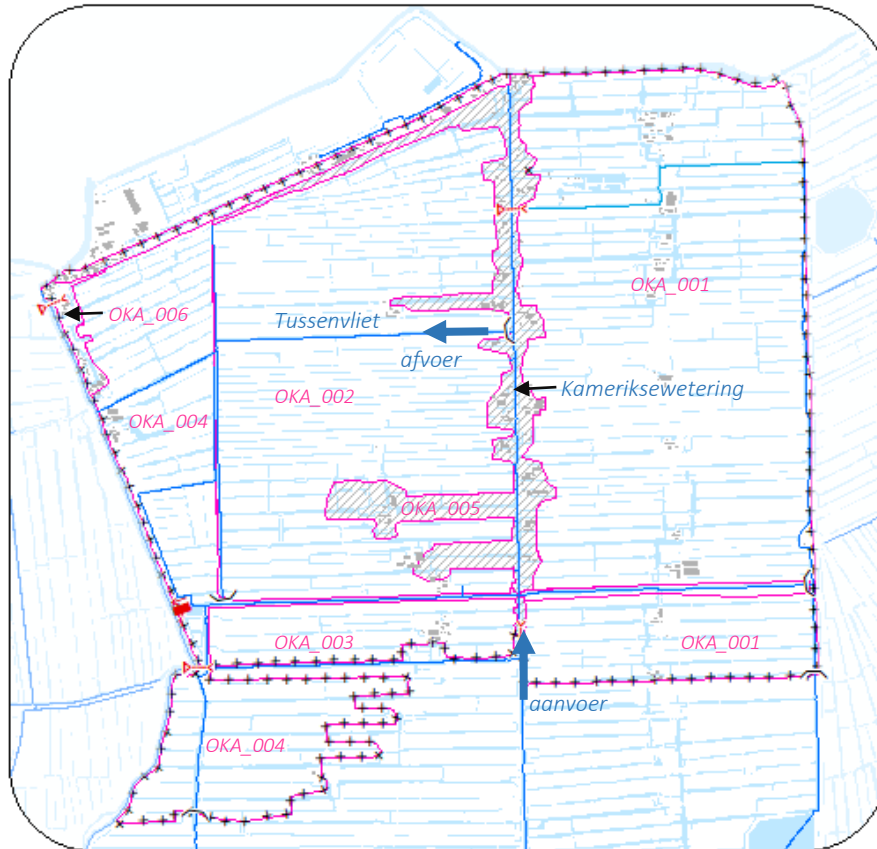 OKA_001
OKA_006
Tussenvliet
afvoer
OKA_002
Kameriksewetering
OKA_004
OKA_005
OKA_003
OKA_001
aanvoer
OKA_004